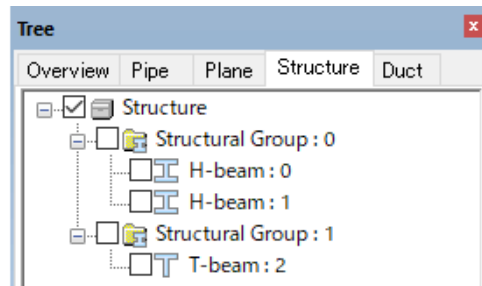 Tree
Overview Pipe Plane Structure Duct
Structure
Structural Group : 0
H-beam : 0
H-beam : 1
Structural Group : 1
T-beam : 2